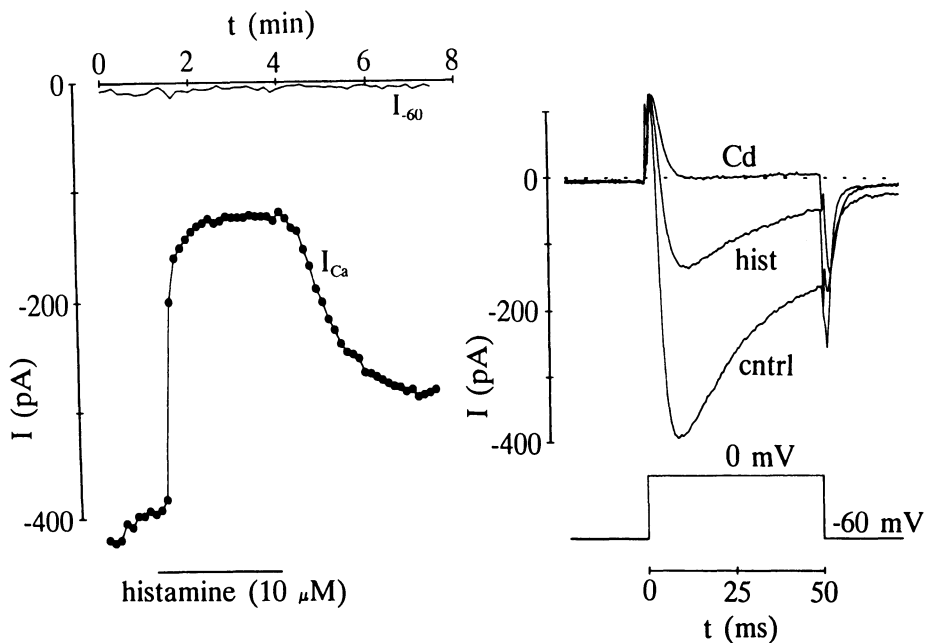 t (min)
0 2 4 6 8
0
-200
-400
I (pA)
I-60
ICa
histamine (10 μM)
0
-200
-400
I (pA)
Cd
hist
cntrl
0 mV
-60 mV
0 25 50
t (ms)